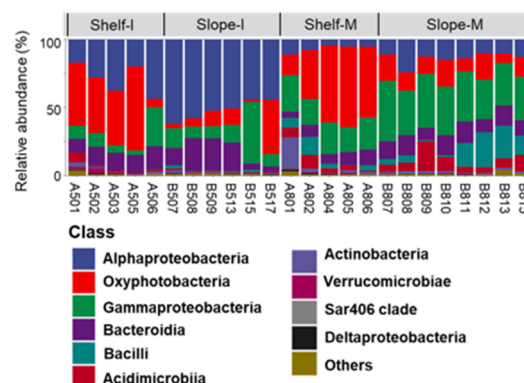 Shelf-I Slope-I Shelf-M Slope-M
Relative abundance (%)
100
50
0
A501 A502 A503 A505 A506 B507 B508 B509 B513 B515 B517 A801 A802 A804 A805 A806 B807 B808 B809 B810 B811 B812 B813 B815
Class
Alphaproteobacteria
Oxyphotobacteria
Gammaproteobacteria
Bacteroidia
Bacilli
Acidimicrobiia
Actinobacteria
Verrucomicrobiae
Sar406 clade
Deltaproteobacteria
Others